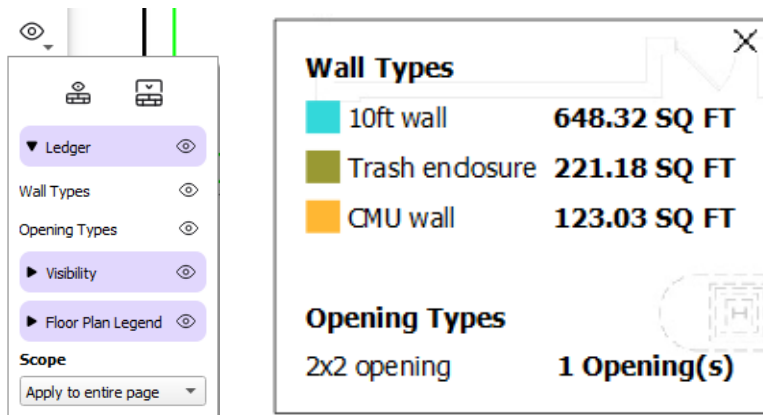 Ledger
Wall Types
Opening Types
Visibility
Floor Plan Legend
Scope
Apply to entire page
Wall Types
10ft wall 648.32 SQ FT
Trash endosure 221.18 SQ FT
CMU wall 123.03 SQ FT
Opening Types
2x2 opening 1 Opening(s)
H